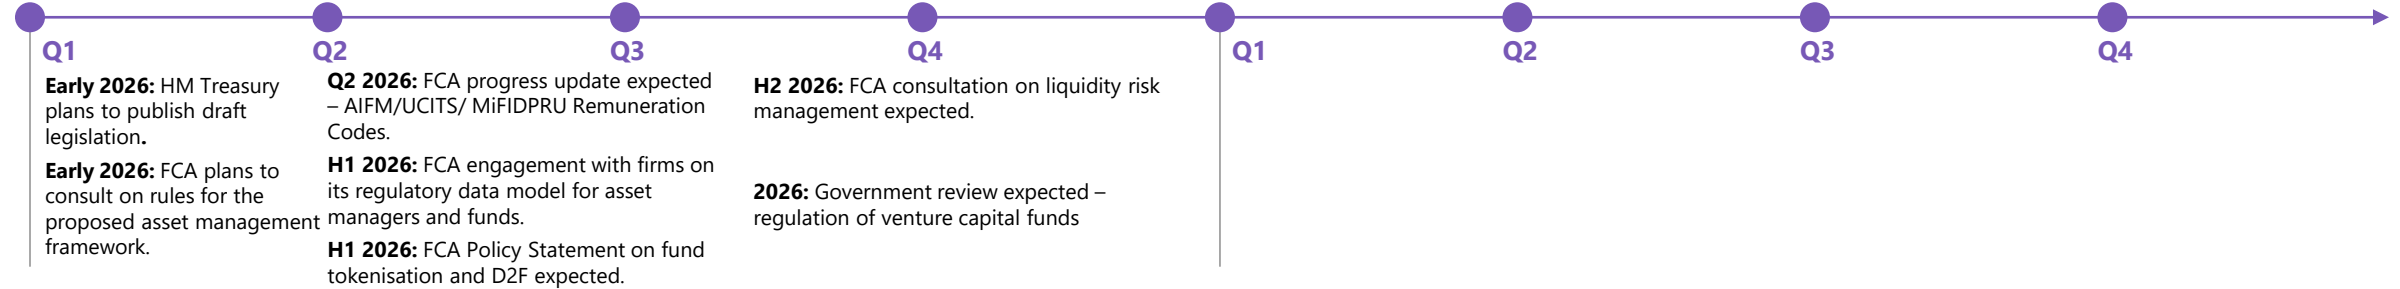 Q1
Q2
Q3
Q4
Q1
Q2
Q3
Q4
Early 2026: HM Treasury
plans to publish draft
legislation.
Early 2026: FCA plans to
consult on rules for the
proposed asset management
framework.
Q2 2026: FCA progress update expected
– AIFM/UCITS/ MiFIDPRU Remuneration
Codes.
H1 2026: FCA engagement with firms on
its regulatory data model for asset
managers and funds.
H1 2026: FCA Policy Statement on fund
tokenisation and D2F expected.
H2 2026: FCA consultation on liquidity risk
management expected.
2026: Government review expected –
regulation of venture capital funds